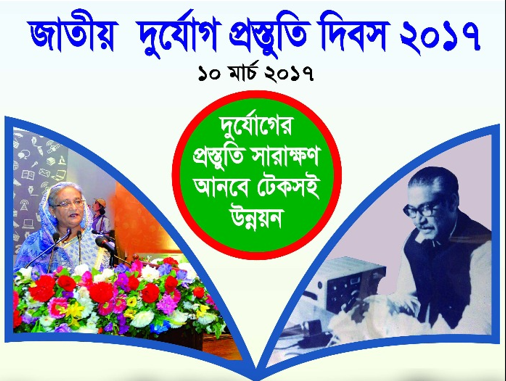 জাতীয় দুর্যোগ প্রস্তুতি দিবস ২০১৭
১০ মার্চ ২০১৭
দুর্যোগের
প্রস্তুতি সারাক্ষণ
আনবে টেকসই
উন্নয়ন